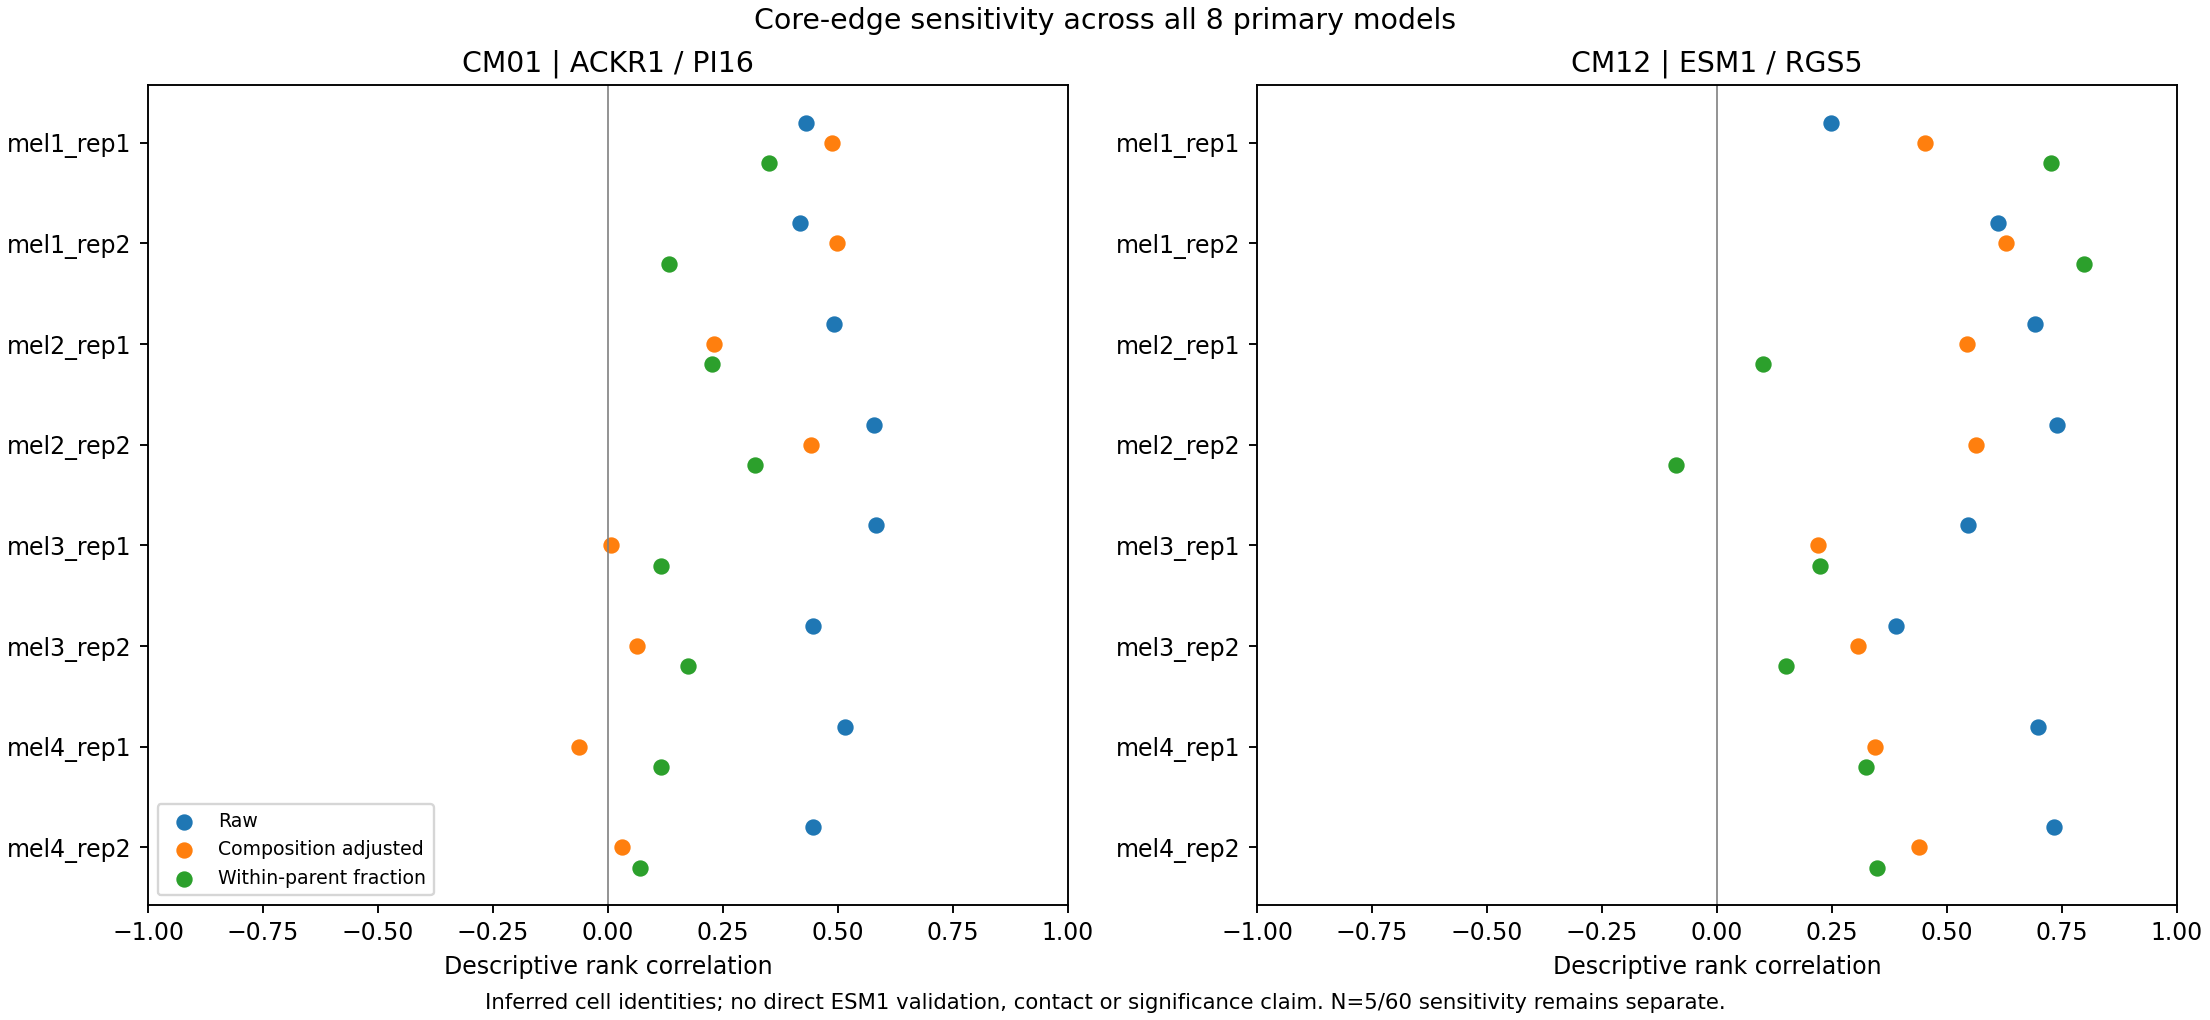 Core-edge sensitivity across all 8 primary models
CM01 | ACKR1 / PI16
mel1_rep1
mel1_rep2
mel2_rep1
mel2_rep2
mel3_rep1
mel3_rep2
mel4_rep1
mel4_rep2
Raw
Composition adjusted
Within-parent fraction
−1.00 −0.75 −0.50 −0.25 0.00 0.25 0.50 0.75 1.00
Descriptive rank correlation
CM12 | ESM1 / RGS5
mel1_rep1
mel1_rep2
mel2_rep1
mel2_rep2
mel3_rep1
mel3_rep2
mel4_rep1
mel4_rep2
−1.00 −0.75 −0.50 −0.25 0.00 0.25 0.50 0.75 1.00
Descriptive rank correlation
Inferred cell identities; no direct ESM1 validation, contact or significance claim. N=5/60 sensitivity remains separate.